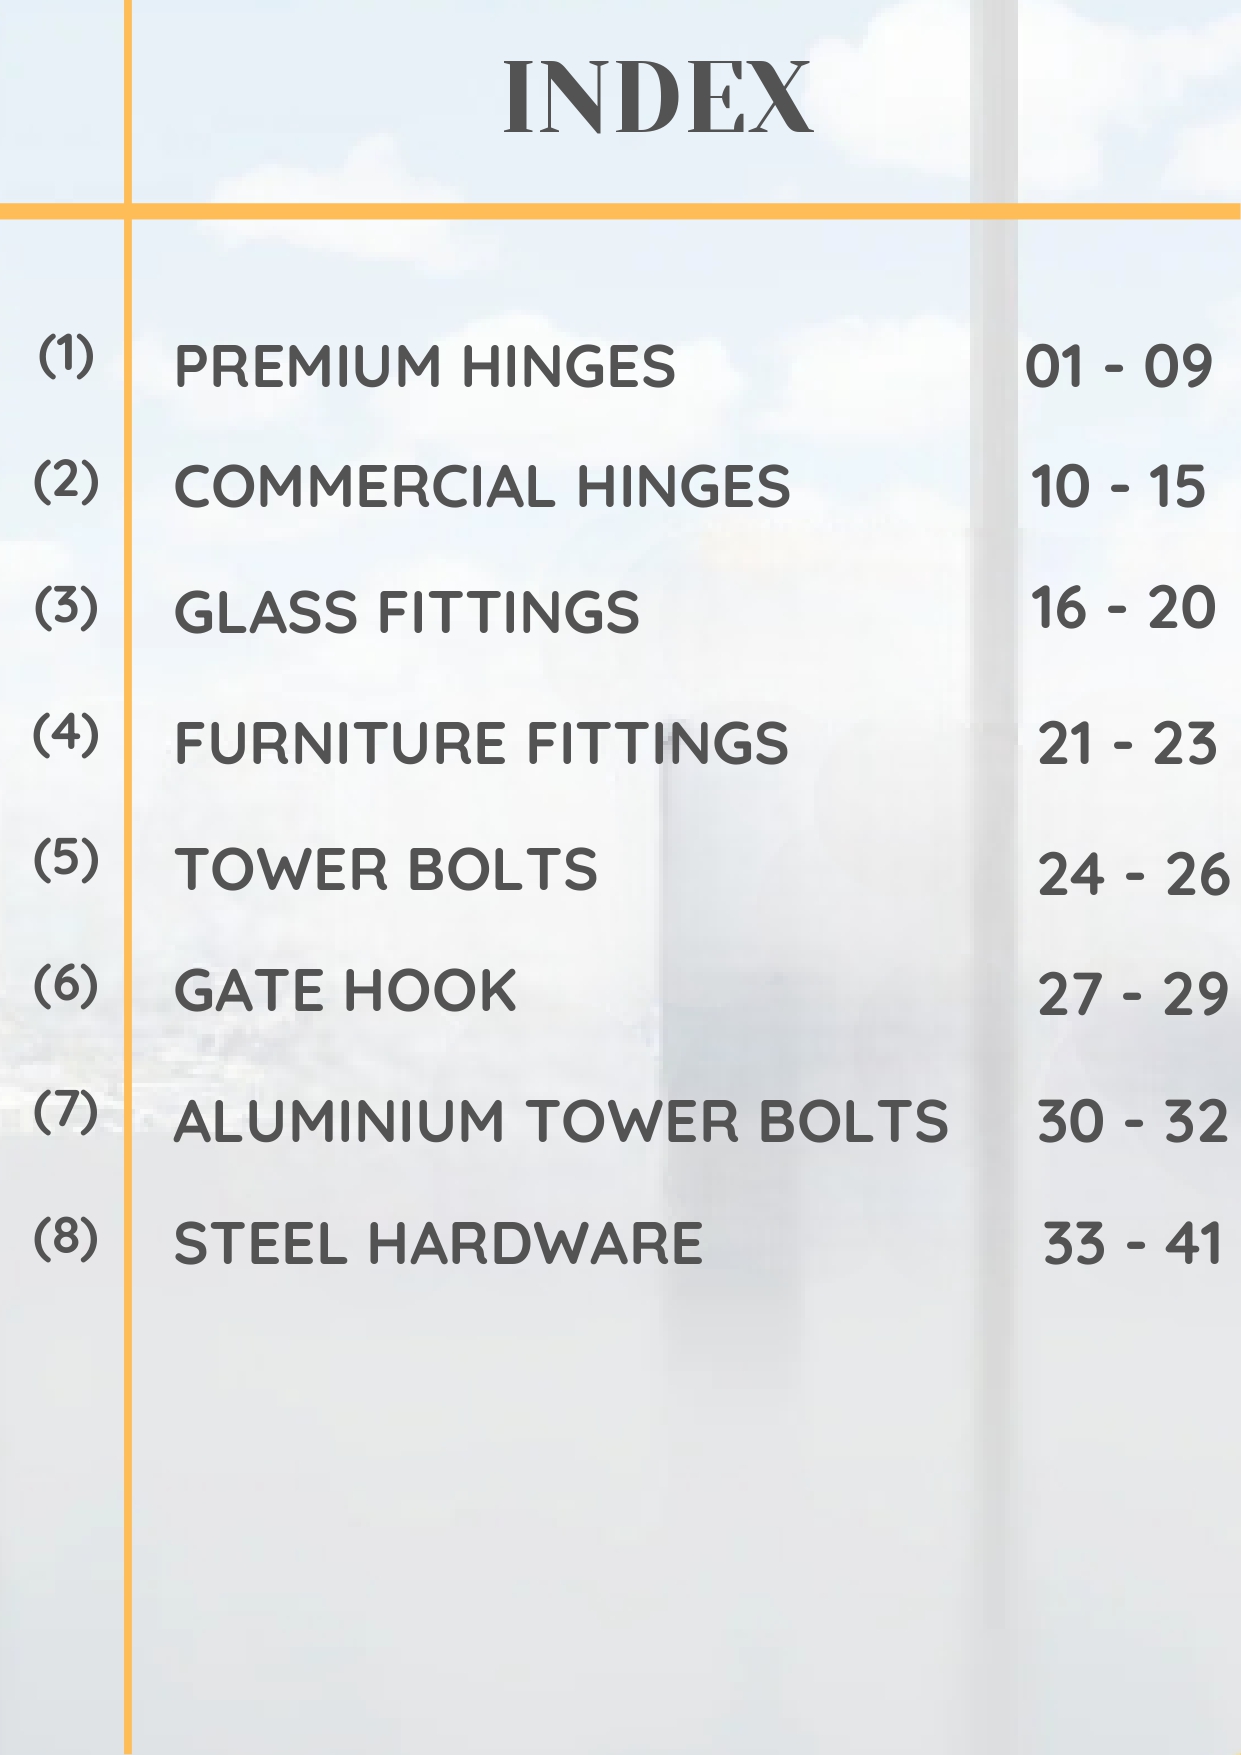 INDEX
(1) PREMIUM HINGES 01 - 09
(2) COMMERCIAL HINGES 10 - 15
(3) GLASS FITTINGS 16 - 20
(4) FURNITURE FITTINGS 21 - 23
(5) TOWER BOLTS 24 - 26
(6) GATE HOOK 27 - 29
(7) ALUMINIUM TOWER BOLTS 30 - 32
(8) STEEL HARDWARE 33 - 41